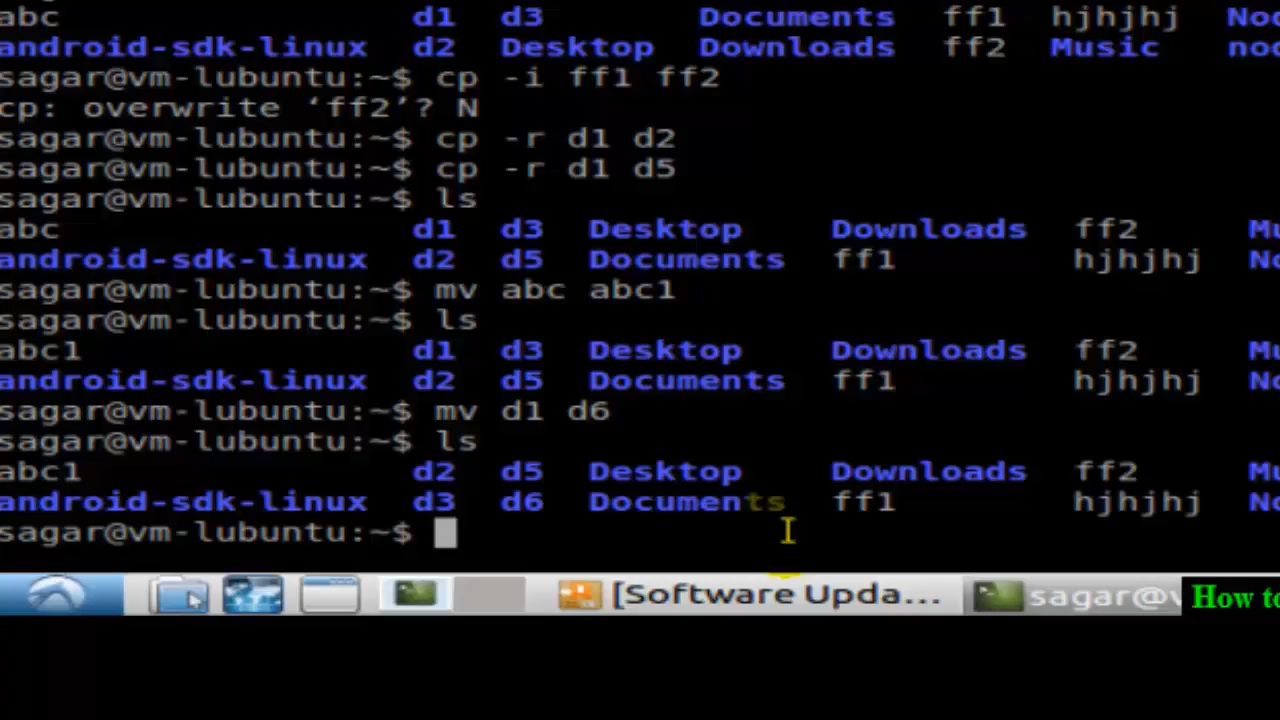 abc d1 d3 Documents ff1 hjhjhj
android-sdk-linux d2 Desktop Downloads ff2 Music
sagar@vm-lubuntu:~$ cp -i ff1 ff2
cp: overwrite ‘ff2’? N
sagar@vm-lubuntu:~$ cp -r d1 d2
sagar@vm-lubuntu:~$ cp -r d1 d5
sagar@vm-lubuntu:~$ ls
abc d1 d3 Desktop Downloads ff2
android-sdk-linux d2 d5 Documents ff1 hjhjhj
sagar@vm-lubuntu:~$ mv abc abc1
sagar@vm-lubuntu:~$ ls
abc1 d1 d3 Desktop Downloads ff2
android-sdk-linux d2 d5 Documents ff1 hjhjhj
sagar@vm-lubuntu:~$ mv d1 d6
sagar@vm-lubuntu:~$ ls
abc1 d2 d5 Desktop Downloads ff2
android-sdk-linux d3 d6 Documents ff1 hjhjhj
sagar@vm-lubuntu:~$
[Software Upda... sagar@v How to